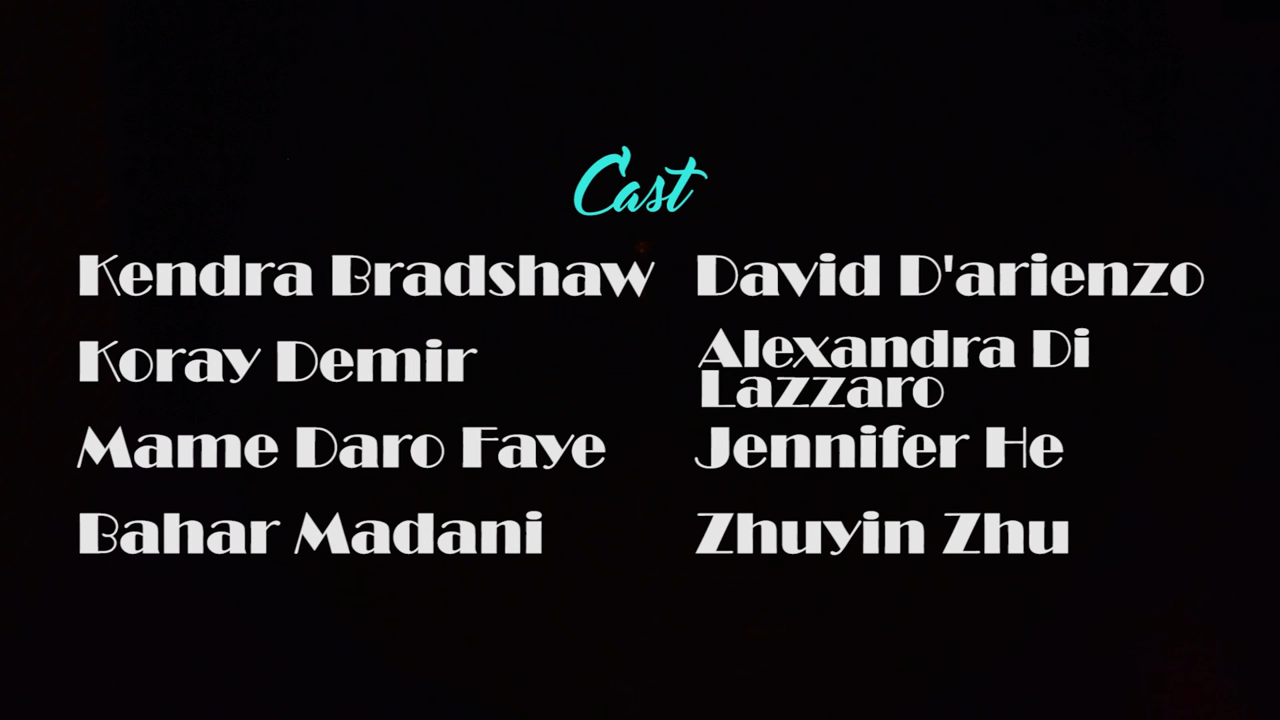 Cast
Kendra Bradshaw
David D'arienzo
Koray Demir
Alexandra Di
Lazzaro
Mame Daro Faye
Jennifer He
Bahar Madani
Zhuyin Zhu